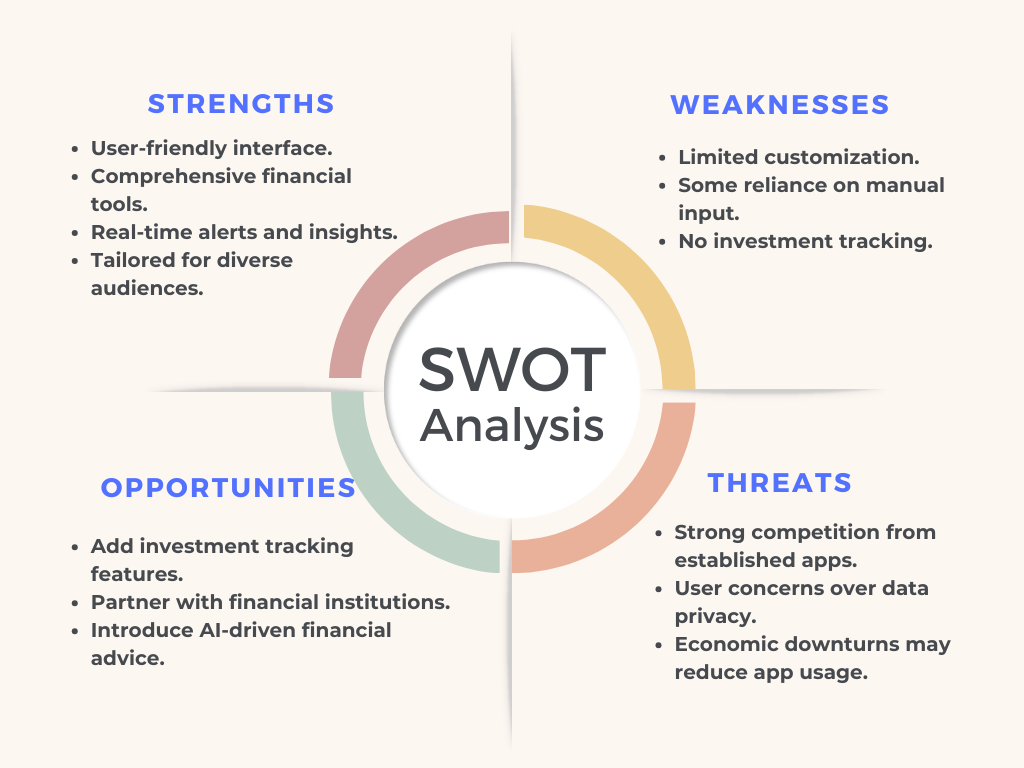 STRENGTHS
• User-friendly interface.
• Comprehensive financial
tools.
• Real-time alerts and insights.
• Tailored for diverse
audiences.
WEAKNESSES
• Limited customization.
• Some reliance on manual
input.
• No investment tracking.
SWOT
Analysis
OPPORTUNITIES
• Add investment tracking
features.
• Partner with financial institutions.
• Introduce AI-driven financial
advice.
THREATS
• Strong competition from
established apps.
• User concerns over data
privacy.
• Economic downturns may
reduce app usage.